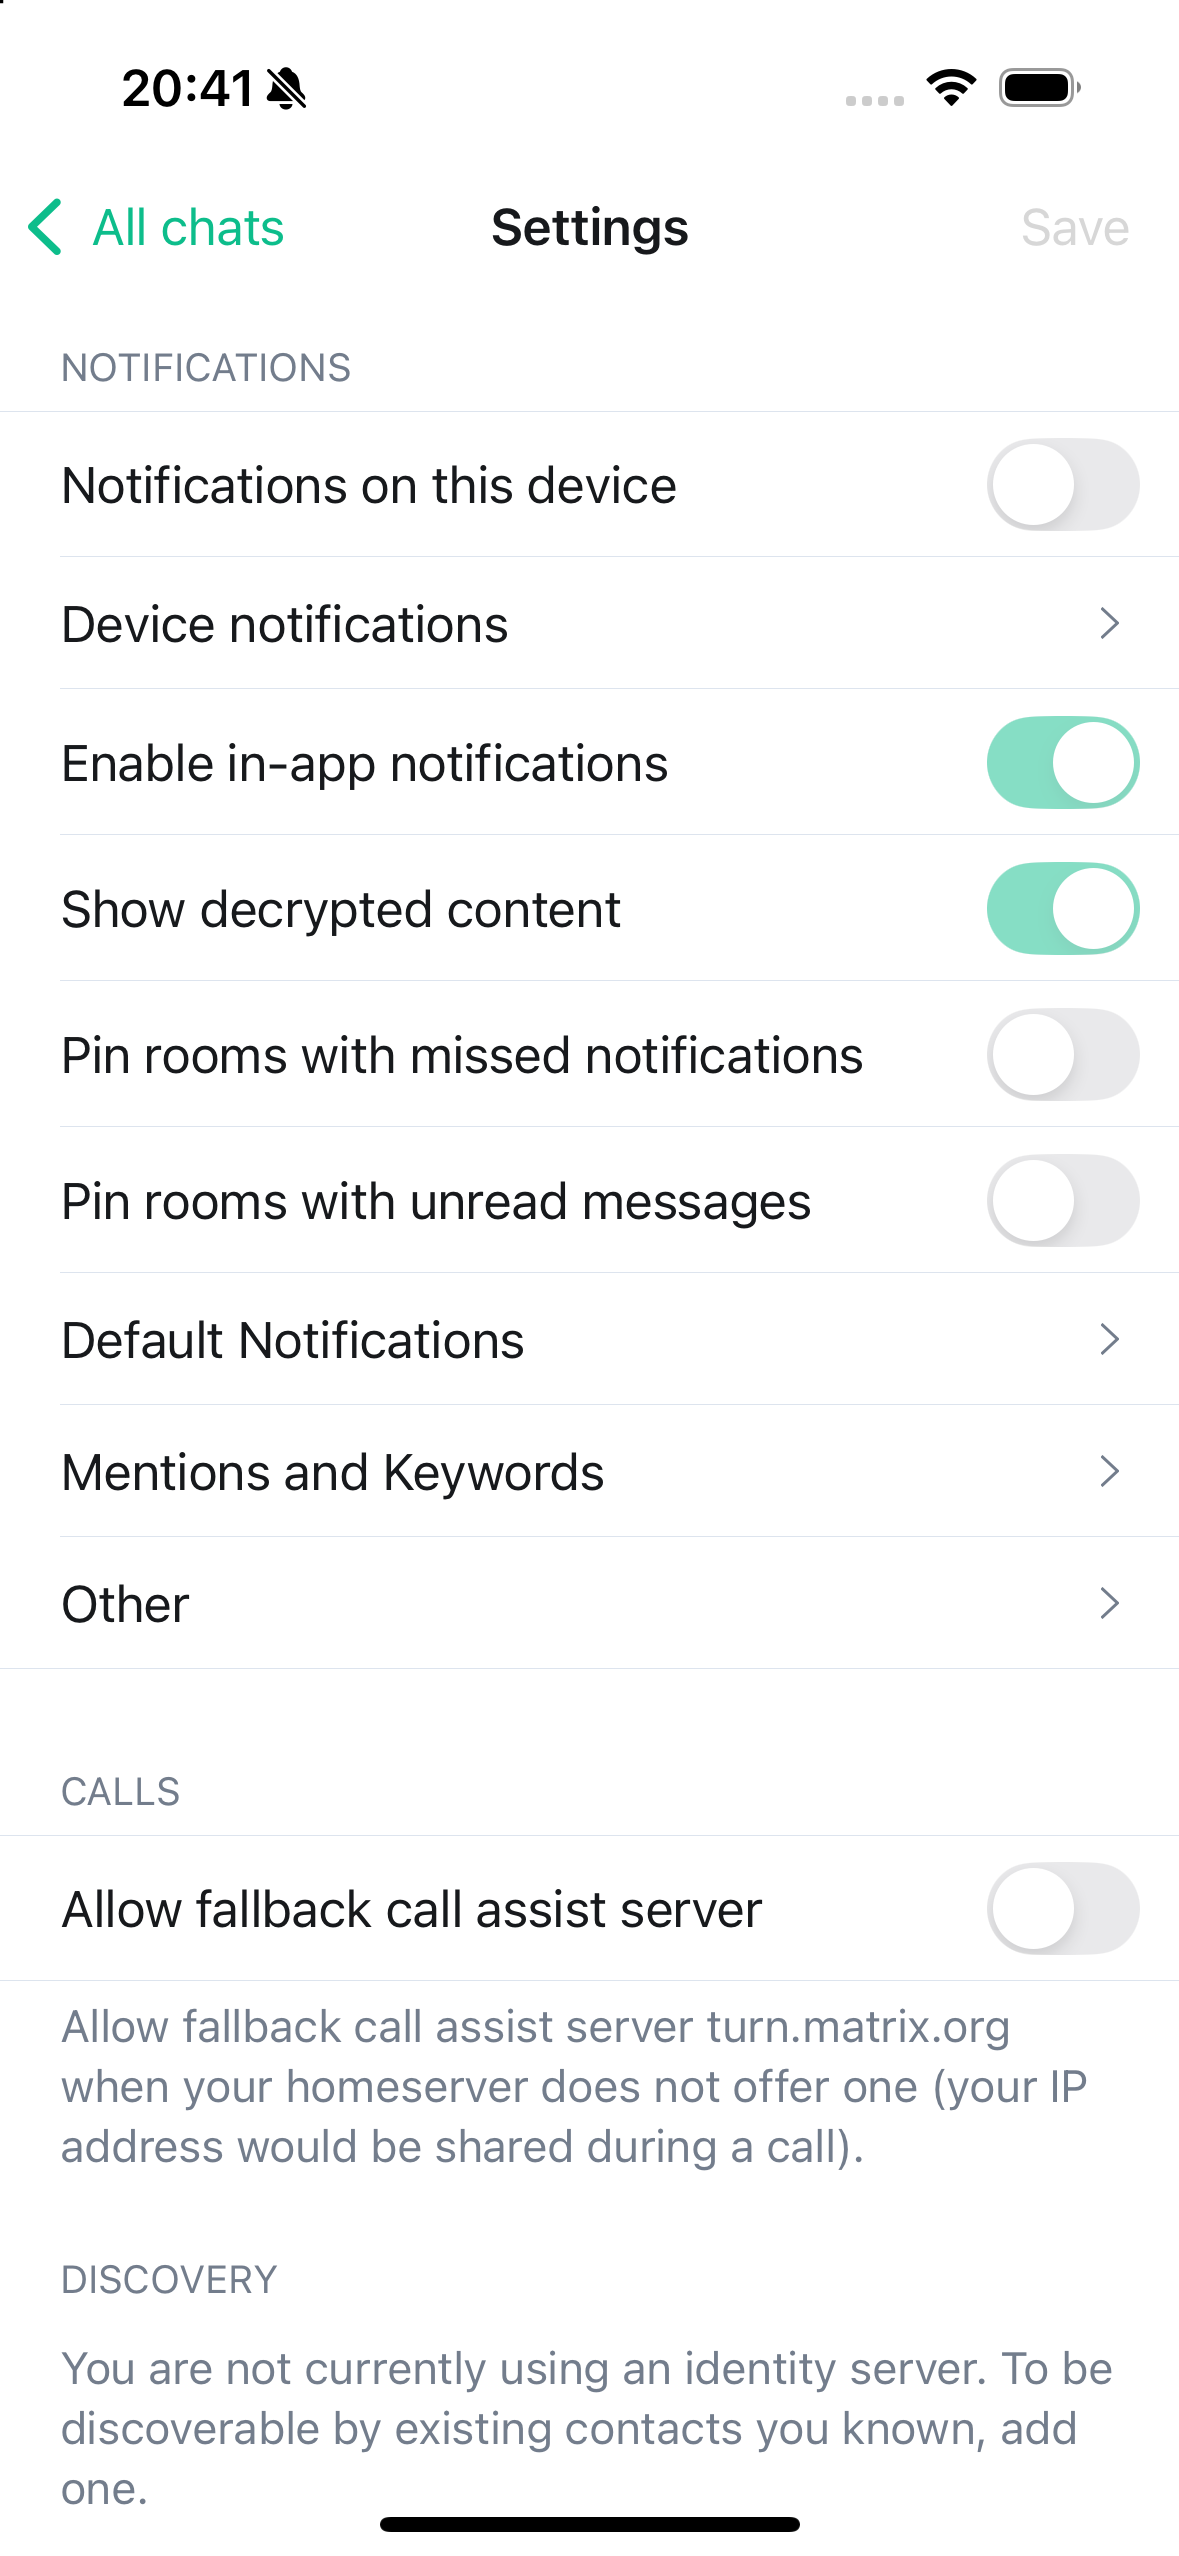 20:41
All chats
Settings
Save
NOTIFICATIONS
Notifications on this device
Device notifications
Enable in-app notifications
Show decrypted content
Pin rooms with missed notifications
Pin rooms with unread messages
Default Notifications
Mentions and Keywords
Other
CALLS
Allow fallback call assist server
Allow fallback call assist server turn.matrix.org
when your homeserver does not offer one (your IP
address would be shared during a call).
DISCOVERY
You are not currently using an identity server. To be
discoverable by existing contacts you known, add
one.